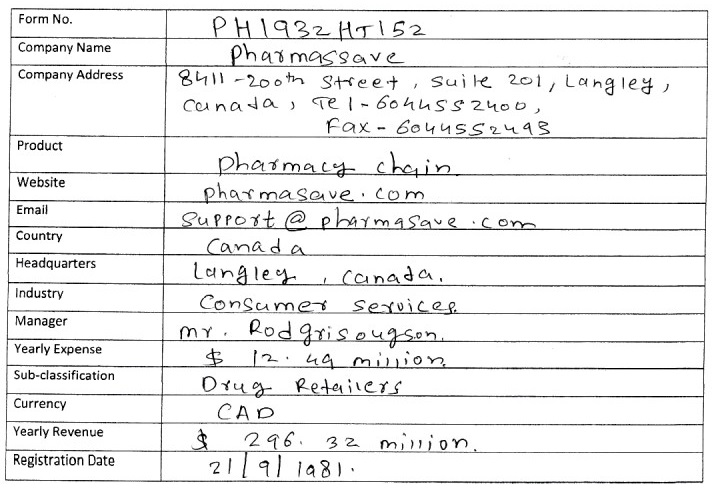 Form No. PH1932HT152
Company Name Pharmassave
Company Address 8411-200th Street, Suite 201, Langley,
Canada, Tel-6044552400,
Fax-6044552493
Product Pharmacy chain
Website pharmasave.com
Email support@pharmasave.com
Country Canada
Headquarters Langley, Canada.
Industry Consumer services.
Manager mr. Rodgrisougson.
Yearly Expense $ 12.49 million
Sub-classification Drug Retailers
Currency CAD
Yearly Revenue $ 296.32 million.
Registration Date 21/9/1981.